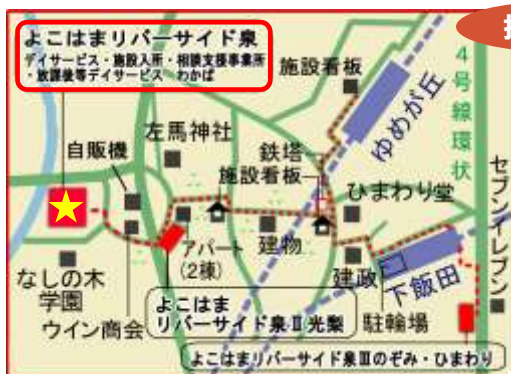 よこはまリバーサイド泉
デイサービス・施設入所・相談支援事業所
・放課後等デイサービス わかば
施設看板
4号線環状
ゆめが丘
左馬神社
自販機
鉄塔
施設看板
ひまわり堂
セブンイレブン
アパート
(2棟)
建物
建政
下飯田
なしの木
学園
ウイン商会
よこはま
リバーサイド泉Ⅱ光梨
駐輪場
よこはまリバーサイド泉Ⅲのぞみ・ひまわり